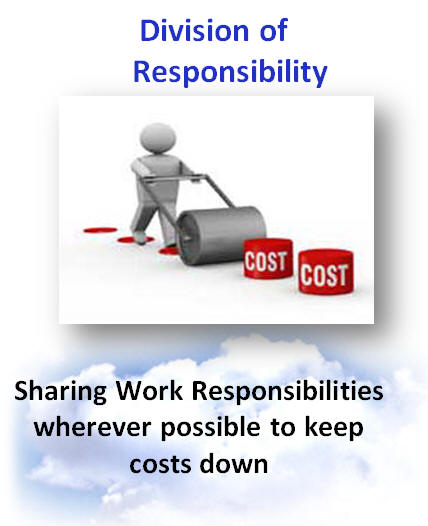 Division of
Responsibility
COST
COST
Sharing Work Responsibilities
wherever possible to keep
costs down